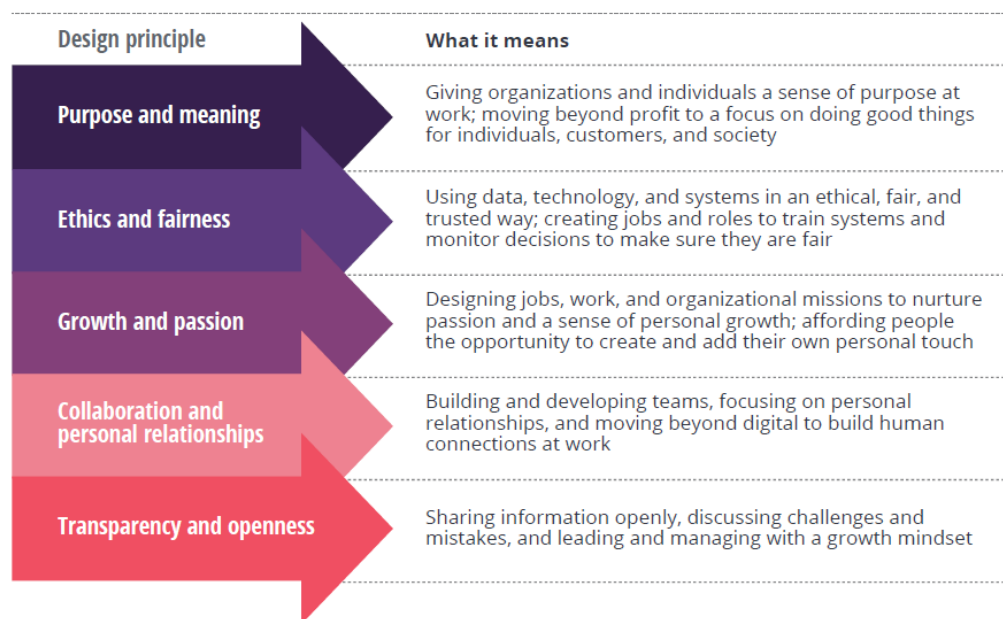 Design principle
What it means
Purpose and meaning
Giving organizations and individuals a sense of purpose at
work; moving beyond profit to a focus on doing good things
for individuals, customers, and society
Ethics and fairness
Using data, technology, and systems in an ethical, fair, and
trusted way; creating jobs and roles to train systems and
monitor decisions to make sure they are fair
Growth and passion
Designing jobs, work, and organizational missions to nurture
passion and a sense of personal growth; affording people
the opportunity to create and add their own personal touch
Collaboration and
personal relationships
Building and developing teams, focusing on personal
relationships, and moving beyond digital to build human
connections at work
Transparency and openness
Sharing information openly, discussing challenges and
mistakes, and leading and managing with a growth mindset